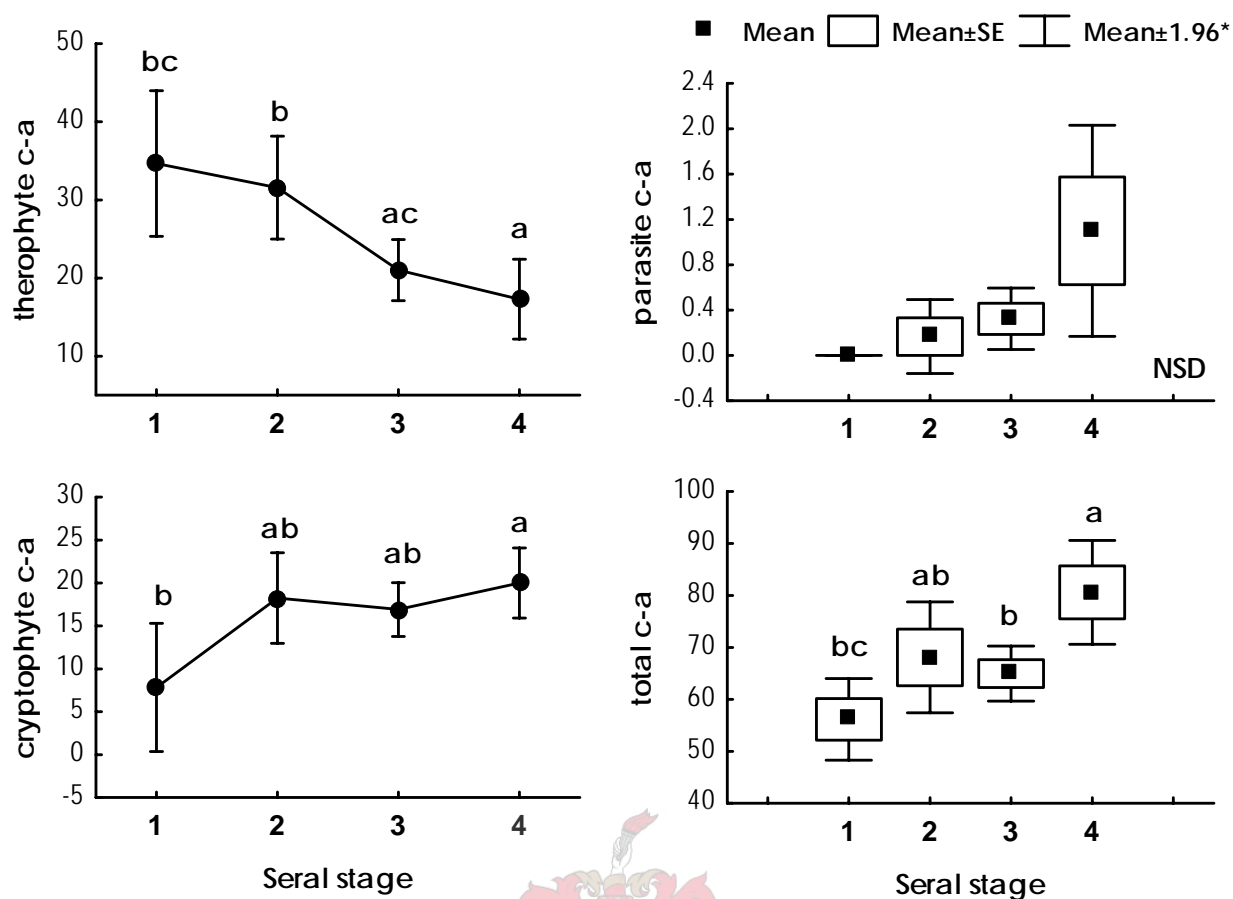 Mean Mean±SE Mean±1.96*
therophyte c-a
50
40
30
20
10
bc
b
ac
a
1 2 3 4
parasite c-a
2.4
2.0
1.6
1.2
0.8
0.4
0.0
-0.4
NSD
1 2 3 4
cryptophyte c-a
30
25
20
15
10
5
0
-5
b
ab
ab
a
1 2 3 4
Seral stage
total c-a
100
90
80
70
60
50
40
bc
ab
b
a
1 2 3 4
Seral stage